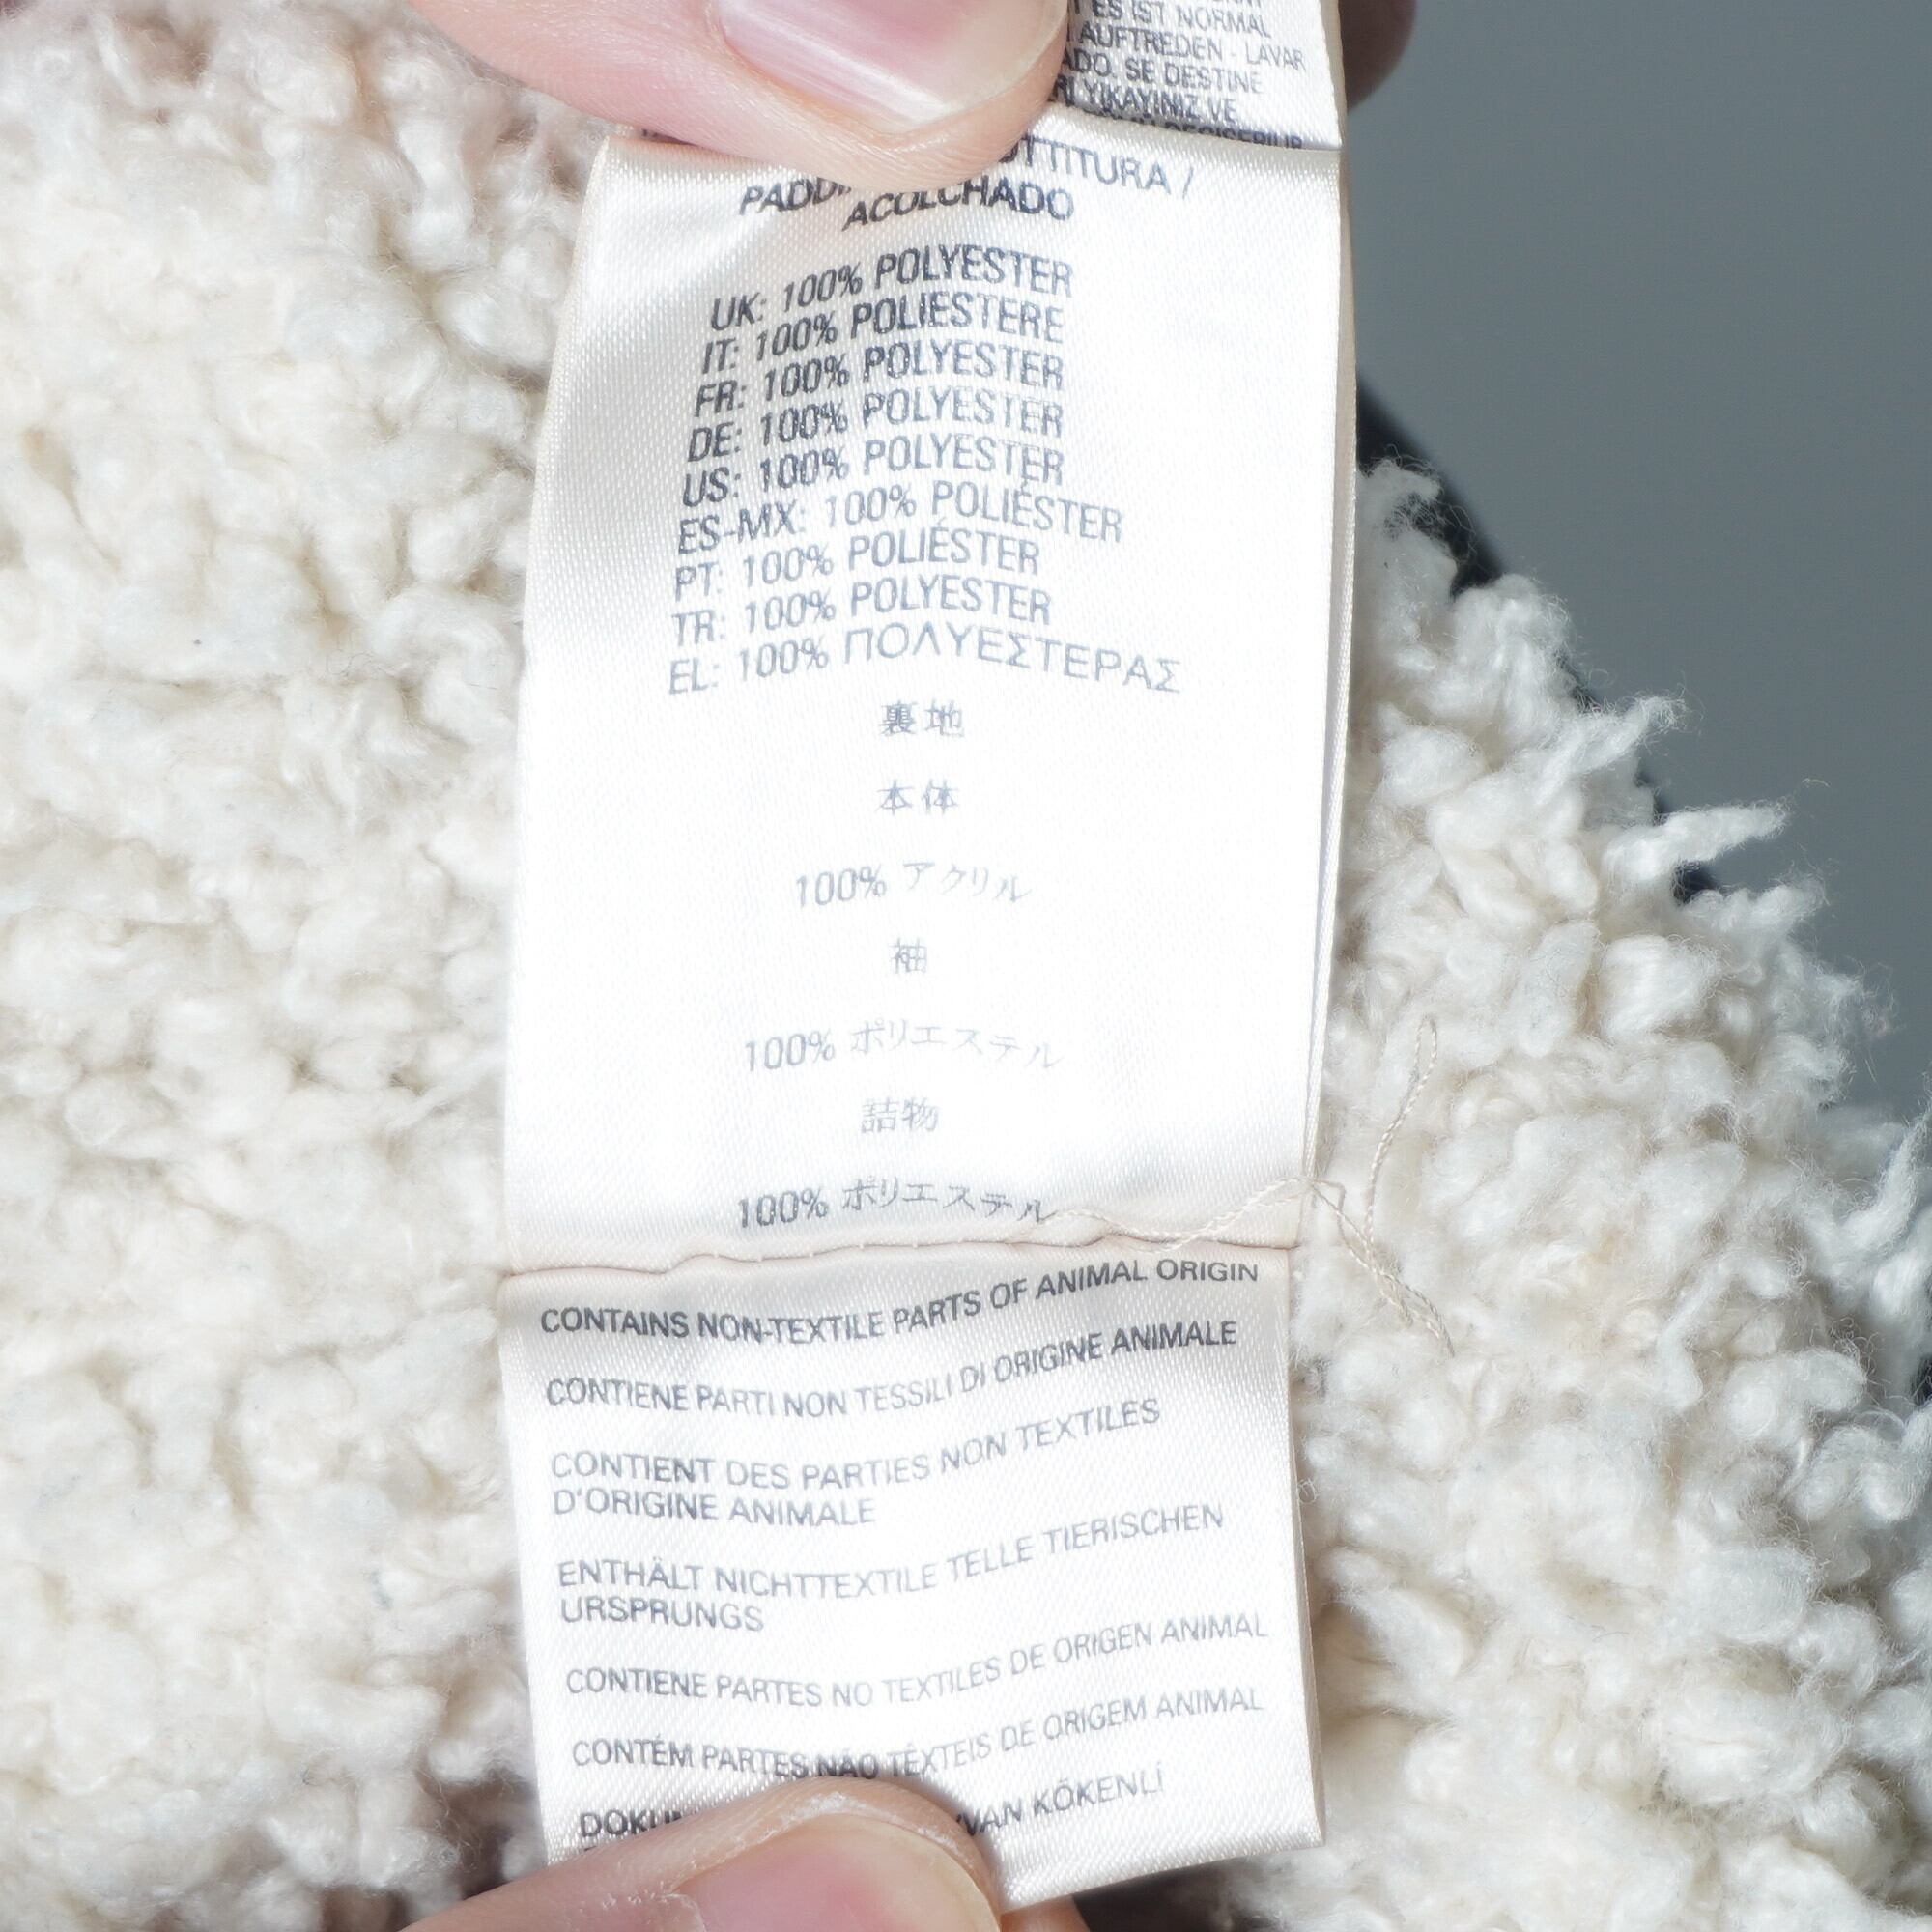 ES IST NORMAL
AUFTREDEN - LAVAR
SE DESTINE
YIKAYINIZ VE
ACOLCHADO
UK: 100% POLYESTER
IT: 100% POLIESTERE
FR: 100% POLYESTER
DE: 100% POLYESTER
US: 100% POLYESTER
ES-MX: 100% POLIÉSTER
PT: 100% POLIÉSTER
TR: 100% POLYESTER
EL: 100% ΠΟΛΥΕΣΤΕΡΑΣ
裏地
本体
100% アクリル
袖
100% ポリエステル
詰物
100% ポリエステル
CONTAINS NON-TEXTILE PARTS OF ANIMAL ORIGIN
CONTIENE PARTI NON TESSILI DI ORIGINE ANIMALE
CONTIENT DES PARTIES NON TEXTILES
D'ORIGINE ANIMALE
ENTHÄLT NICHTTEXTILE TELLE TIERISCHEN
URSPRUNGS
CONTIENE PARTES NO TEXTILES DE ORIGEN ANIMAL
CONTÉM PARTES NÃO TÊXTEIS DE ORIGEM ANIMAL
KÖKENLİ